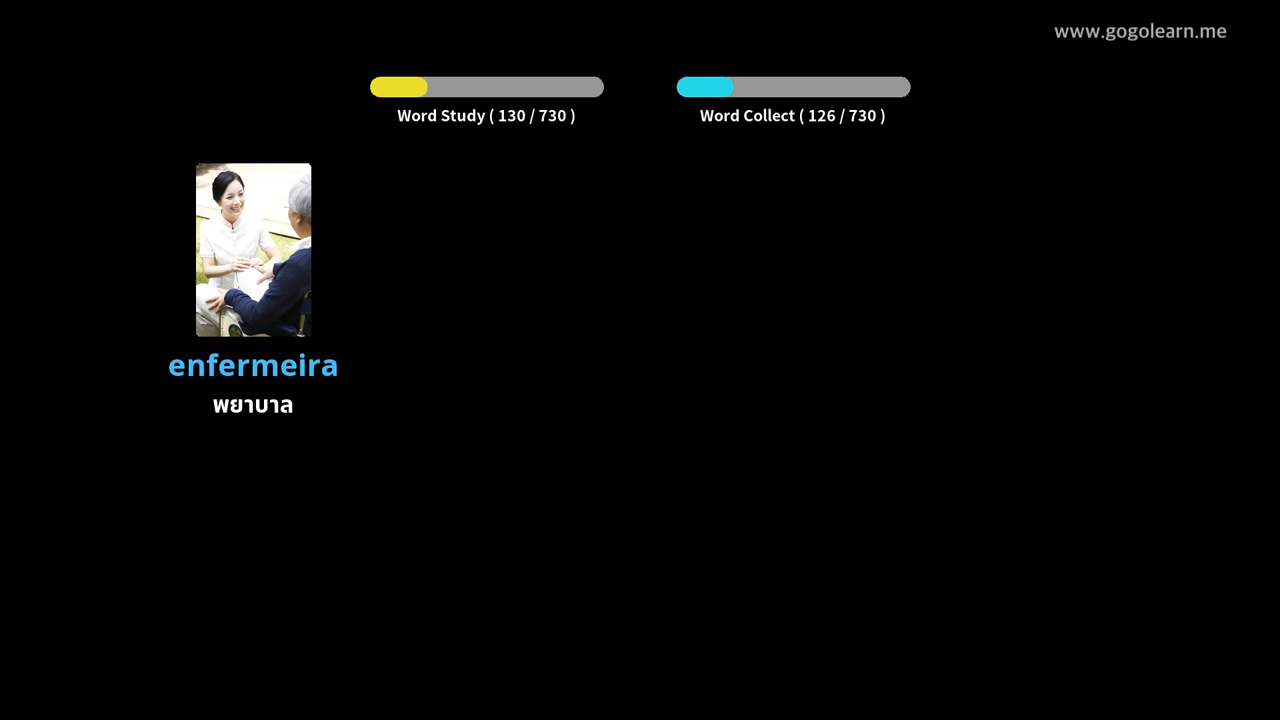 www.gogolearn.me
Word Study ( 130 / 730 )
Word Collect ( 126 / 730 )
enfermeira
พยาบาล